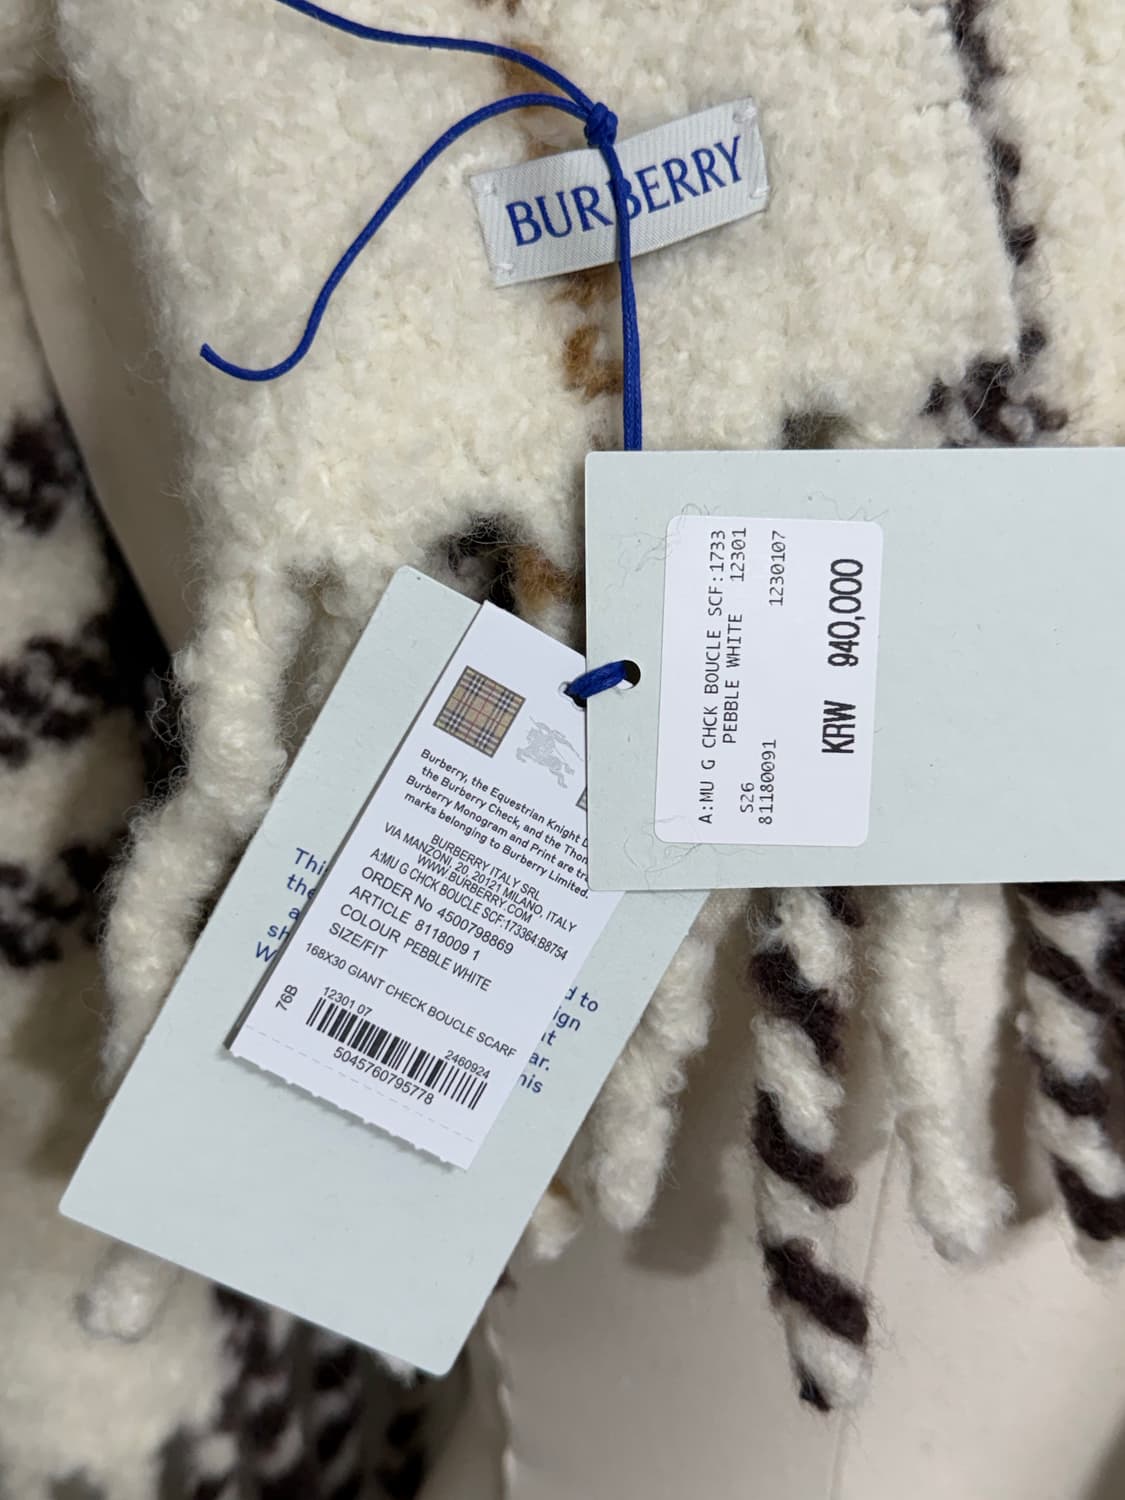 BURBERRY
A:MU G CHCK BOUCLE SCF:1733
PEBBLE WHITE 12301
S26 1230107
81180091
KRW 940,000
Burberry, the Equestrian Knight
the Burberry Check, and the
Burberry Monogram and Print are
marks belonging to Burberry Limited.
BURBERRY ITALY SRL
VIA MANZONI, 20, 20121 MILANO, ITALY
WWW.BURBERRY.COM
A:MU G CHCK BOUCLE SCF:173364:B8754
ORDER No 4500798869
ARTICLE 8118009 1
COLOUR PEBBLE WHITE
SIZE/FIT
168X30 GIANT CHECK BOUCLE SCARF
76B
12301 07
2460924
5045760795778